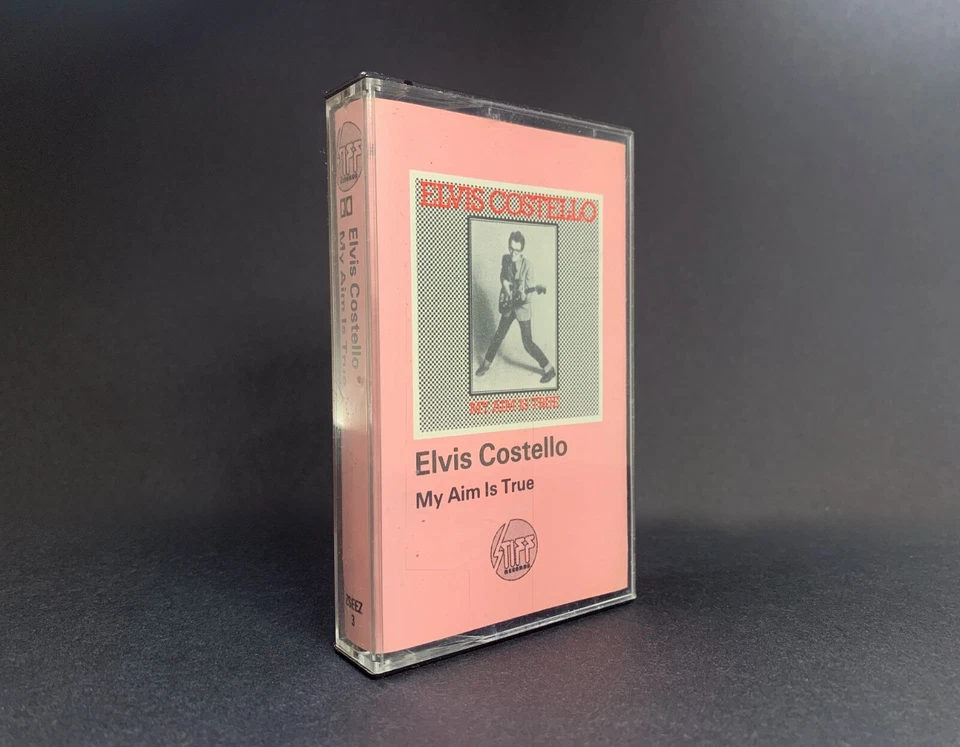 STIFF
RECORDS
Elvis Costello
My Aim Is True
ZSEEZ
3
ELVIS COSTELLO
MY AIM IS TRUE
Elvis Costello
My Aim Is True
STIFF
RECORDS